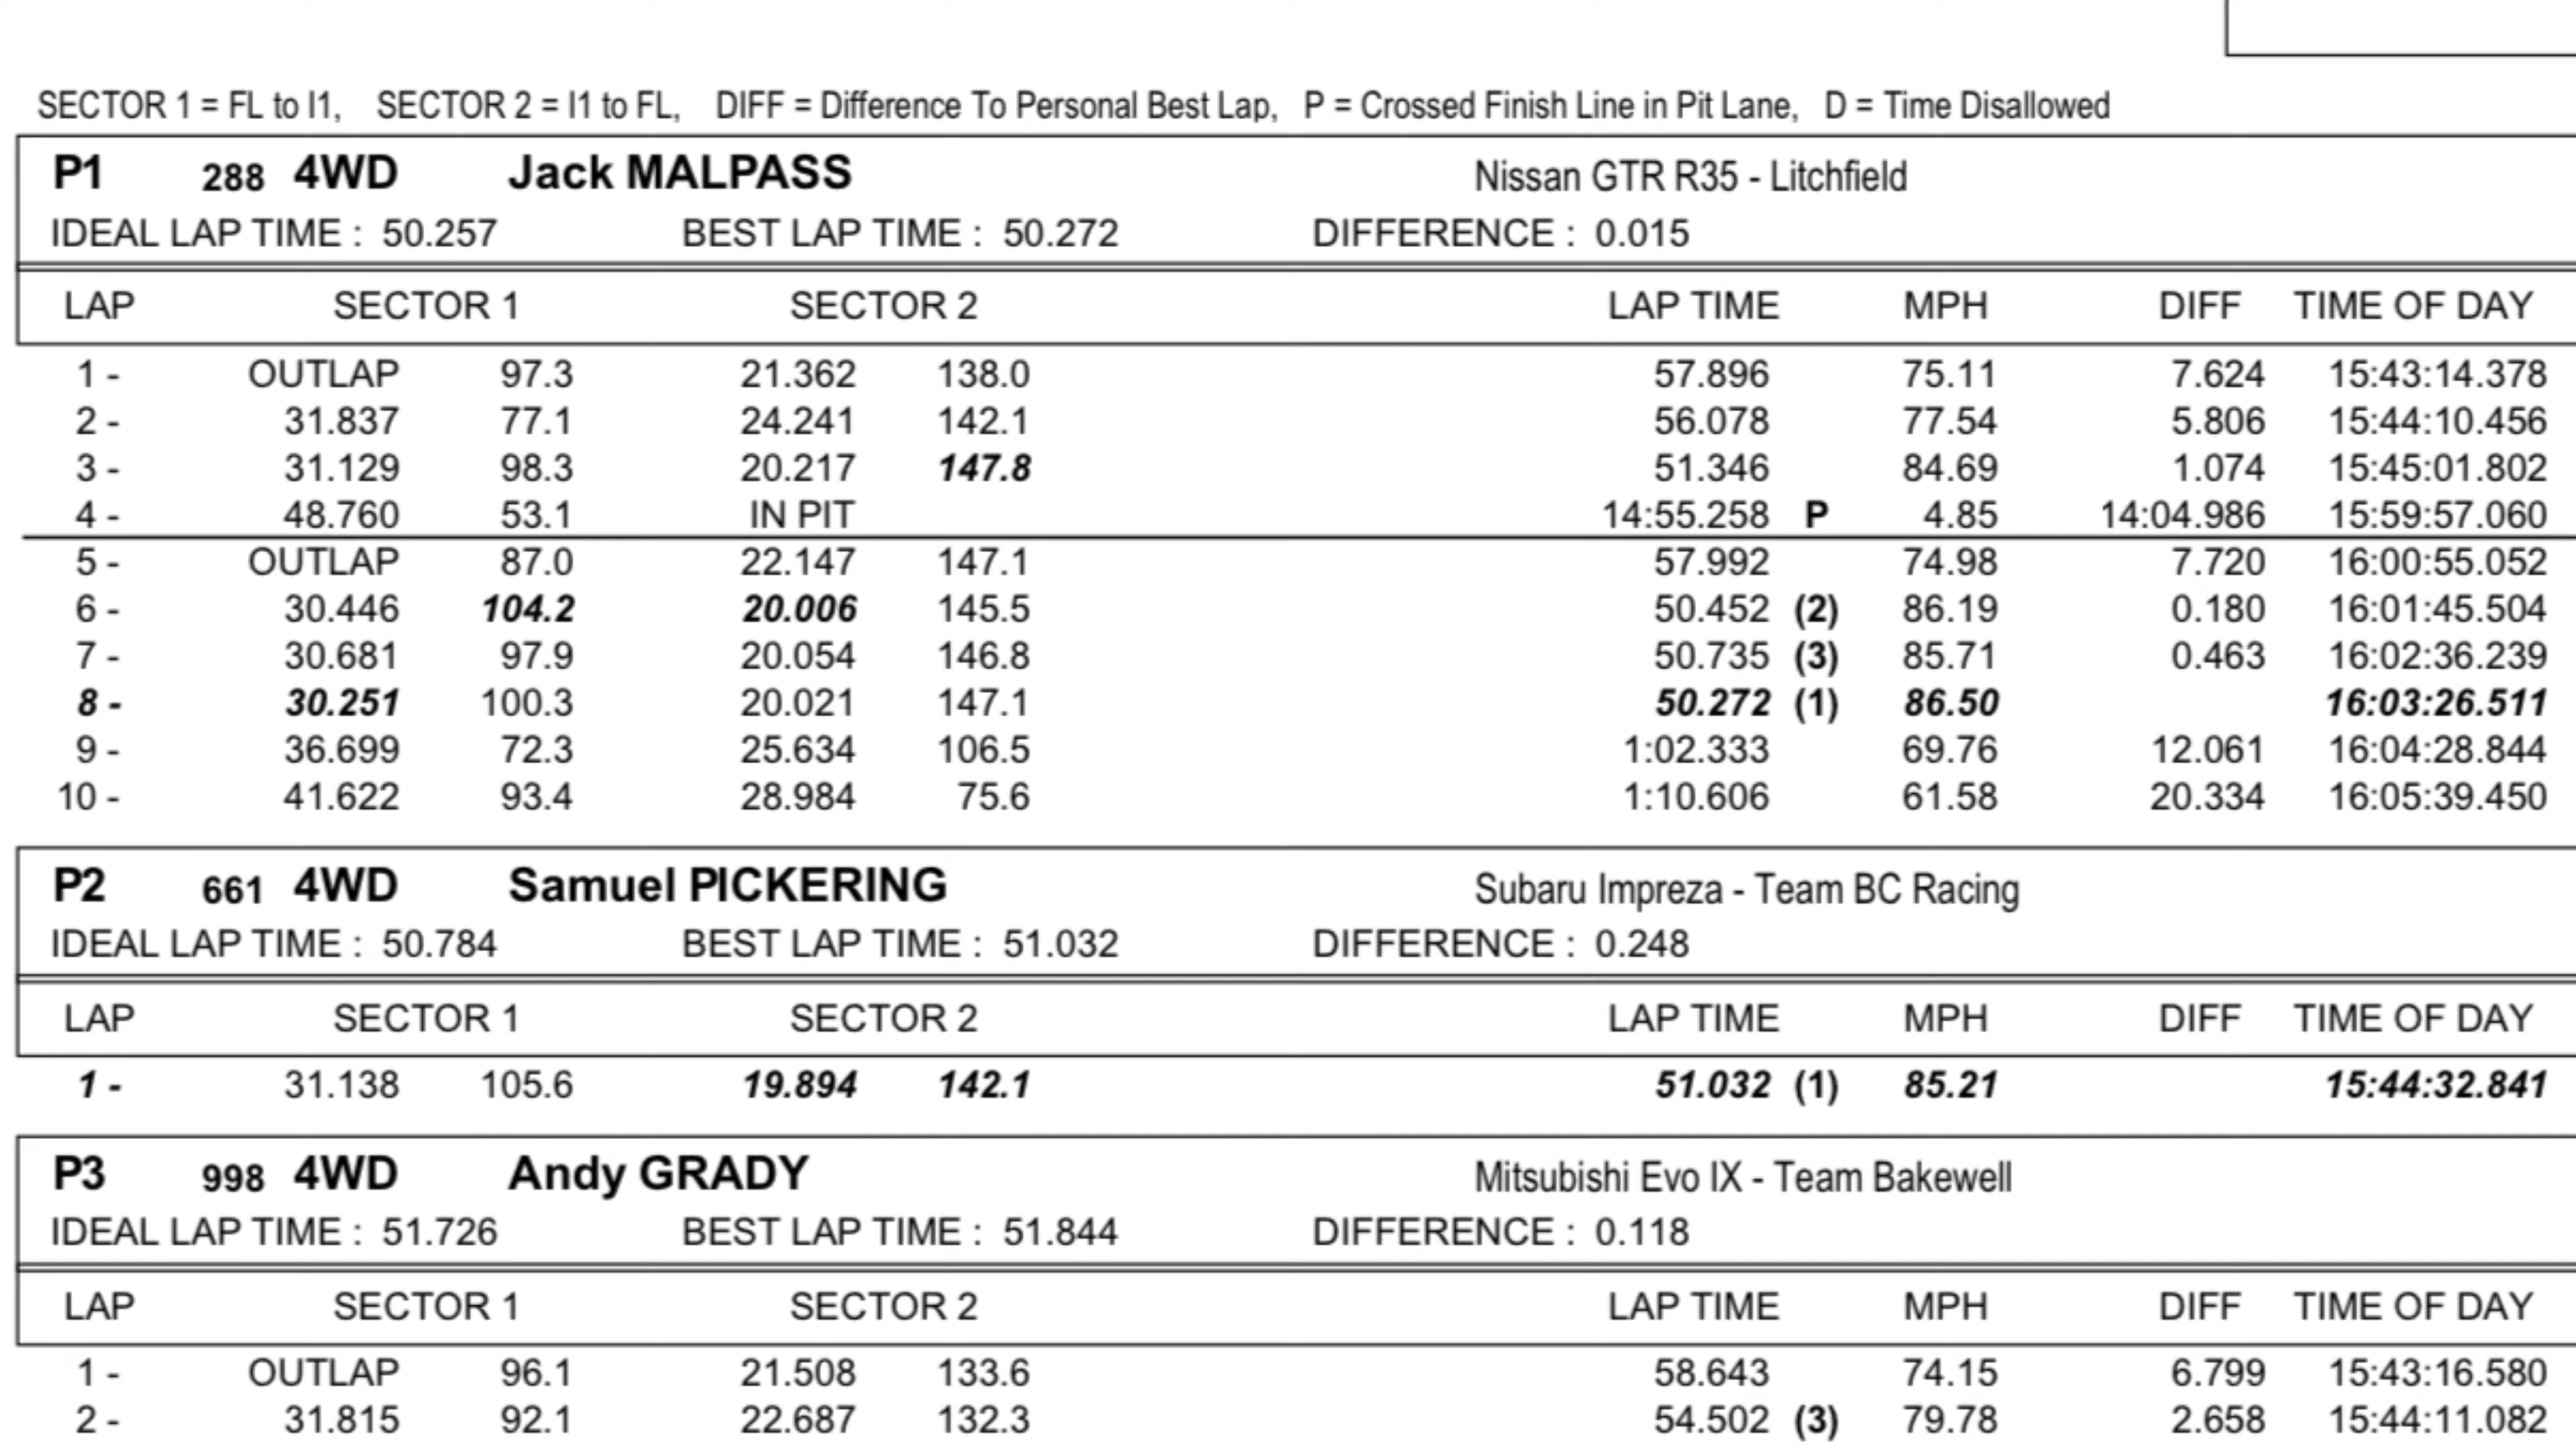 SECTOR 1 = FL to I1, SECTOR 2 = I1 to FL, DIFF = Difference To Personal Best Lap, P = Crossed Finish Line in Pit Lane, D = Time Disallowed
P1 288 4WD Jack MALPASS Nissan GTR R35 - Litchfield
IDEAL LAP TIME : 50.257 BEST LAP TIME : 50.272 DIFFERENCE : 0.015
LAP SECTOR 1 SECTOR 2 LAP TIME MPH DIFF TIME OF DAY
1 - OUTLAP 97.3 21.362 138.0 57.896 75.11 7.624 15:43:14.378
2 - 31.837 77.1 24.241 142.1 56.078 77.54 5.806 15:44:10.456
3 - 31.129 98.3 20.217 147.8 51.346 84.69 1.074 15:45:01.802
4 - 48.760 53.1 IN PIT 14:55.258 P 4.85 14:04.986 15:59:57.060
5 - OUTLAP 87.0 22.147 147.1 57.992 74.98 7.720 16:00:55.052
6 - 30.446 104.2 20.006 145.5 50.452 (2) 86.19 0.180 16:01:45.504
7 - 30.681 97.9 20.054 146.8 50.735 (3) 85.71 0.463 16:02:36.239
8 - 30.251 100.3 20.021 147.1 50.272 (1) 86.50 16:03:26.511
9 - 36.699 72.3 25.634 106.5 1:02.333 69.76 12.061 16:04:28.844
10 - 41.622 93.4 28.984 75.6 1:10.606 61.58 20.334 16:05:39.450
P2 661 4WD Samuel PICKERING Subaru Impreza - Team BC Racing
IDEAL LAP TIME : 50.784 BEST LAP TIME : 51.032 DIFFERENCE : 0.248
LAP SECTOR 1 SECTOR 2 LAP TIME MPH DIFF TIME OF DAY
1 - 31.138 105.6 19.894 142.1 51.032 (1) 85.21 15:44:32.841
P3 998 4WD Andy GRADY Mitsubishi Evo IX - Team Bakewell
IDEAL LAP TIME : 51.726 BEST LAP TIME : 51.844 DIFFERENCE : 0.118
LAP SECTOR 1 SECTOR 2 LAP TIME MPH DIFF TIME OF DAY
1 - OUTLAP 96.1 21.508 133.6 58.643 74.15 6.799 15:43:16.580
2 - 31.815 92.1 22.687 132.3 54.502 (3) 79.78 2.658 15:44:11.082